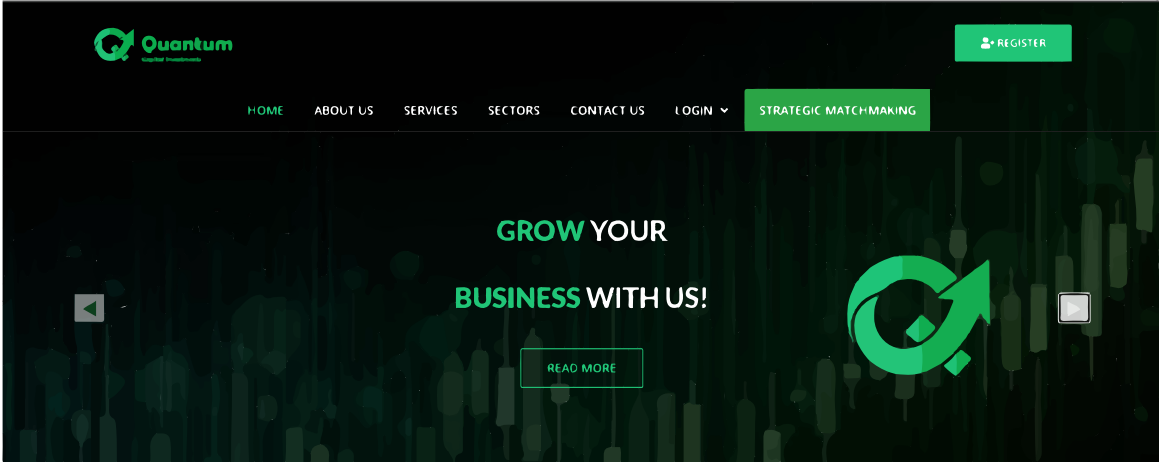 Quantum
REGISTER
HOME ABOUT US SERVICES SECTORS CONTACT US LOGIN STRATEGIC MATCHMAKING
GROW YOUR
BUSINESS WITH US!
READ MORE